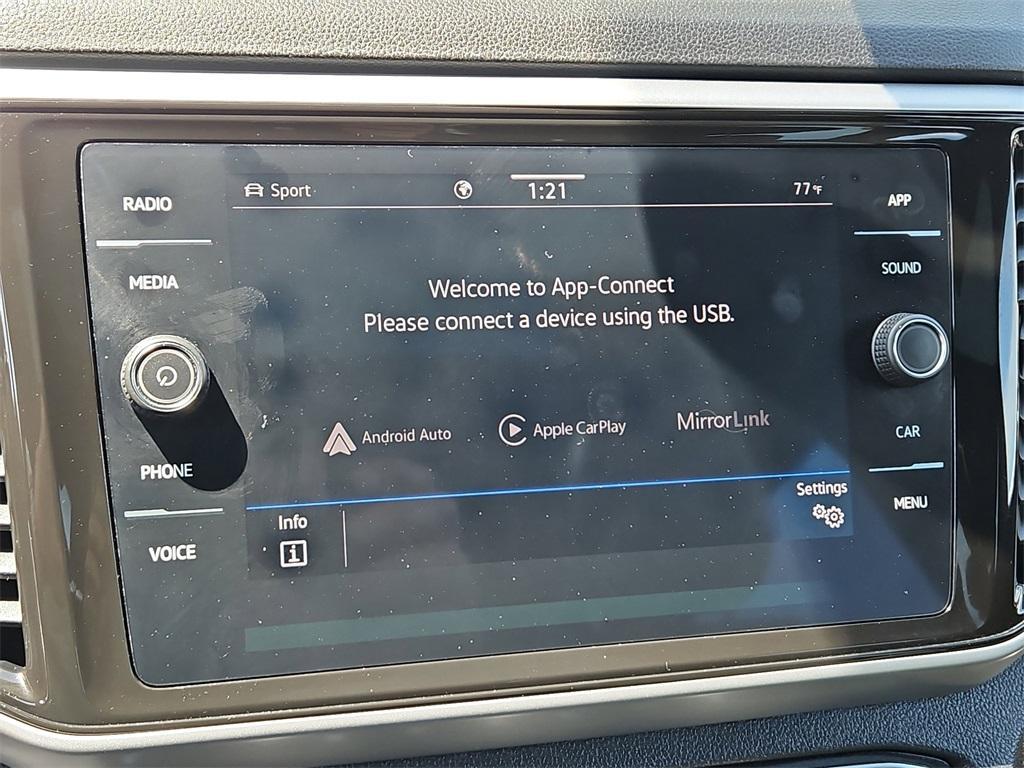 RADIO
MEDIA
PHONE
VOICE
Sport 1:21 77°F
Welcome to App-Connect
Please connect a device using the USB.
Android Auto Apple CarPlay MirrorLink
Info Settings
APP
SOUND
CAR
MENU